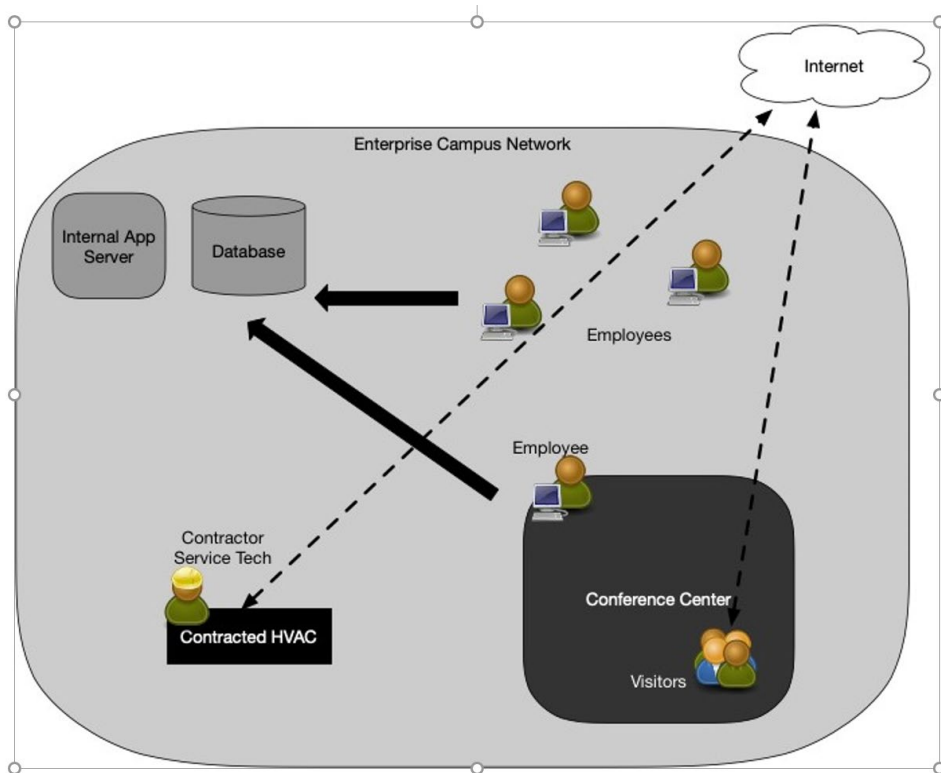 Internet
Enterprise Campus Network
Internal App
Server
Database
Employees
Employee
Contractor
Service Tech
Contracted HVAC
Conference Center
Visitors